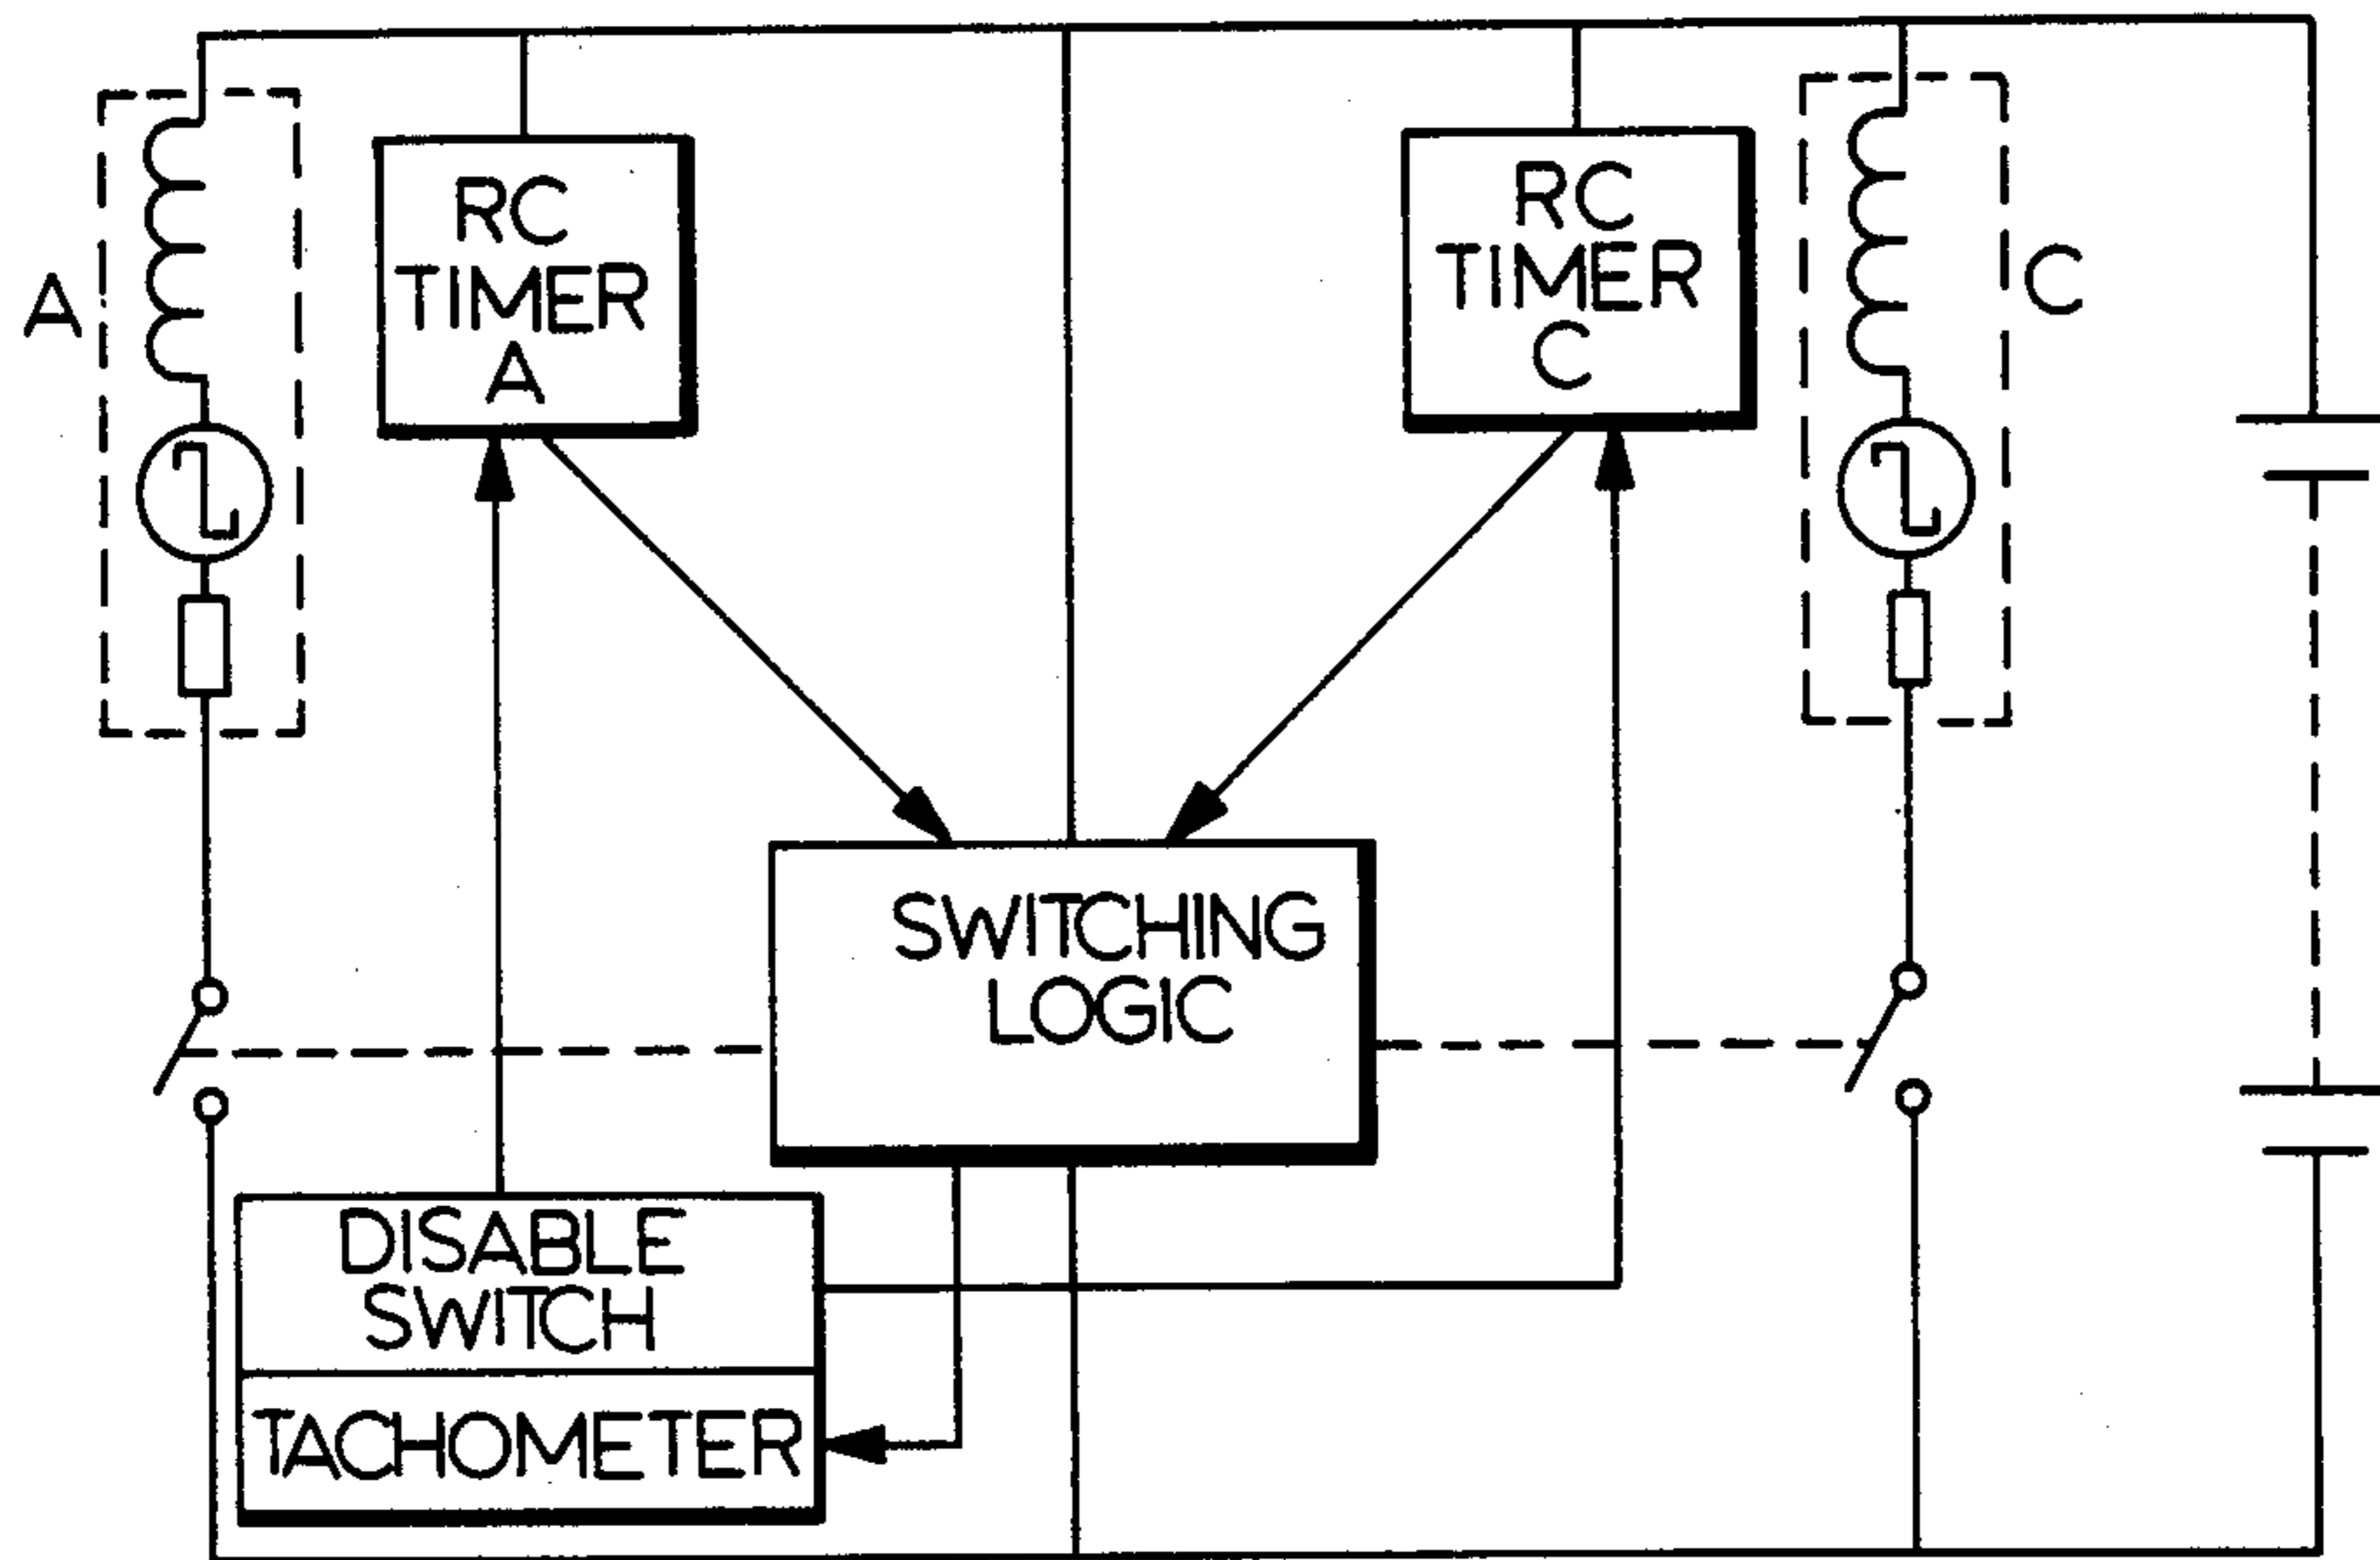 A
RC
TIMER
A
RC
TIMER
C
C
SWITCHING
LOGIC
DISABLE
SWITCH
TACHOMETER